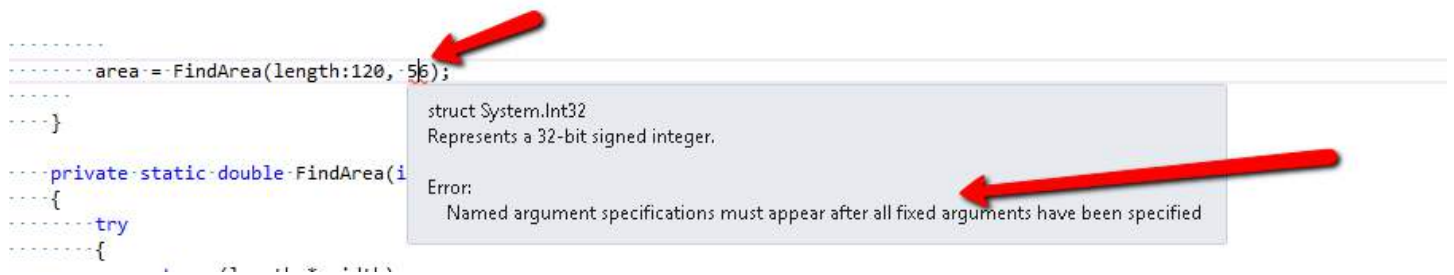 area = FindArea(length:120, 56);
struct System.Int32
Represents a 32-bit signed integer.
}
private static double FindArea(i
Error:
Named argument specifications must appear after all fixed arguments have been specified
{
try
{